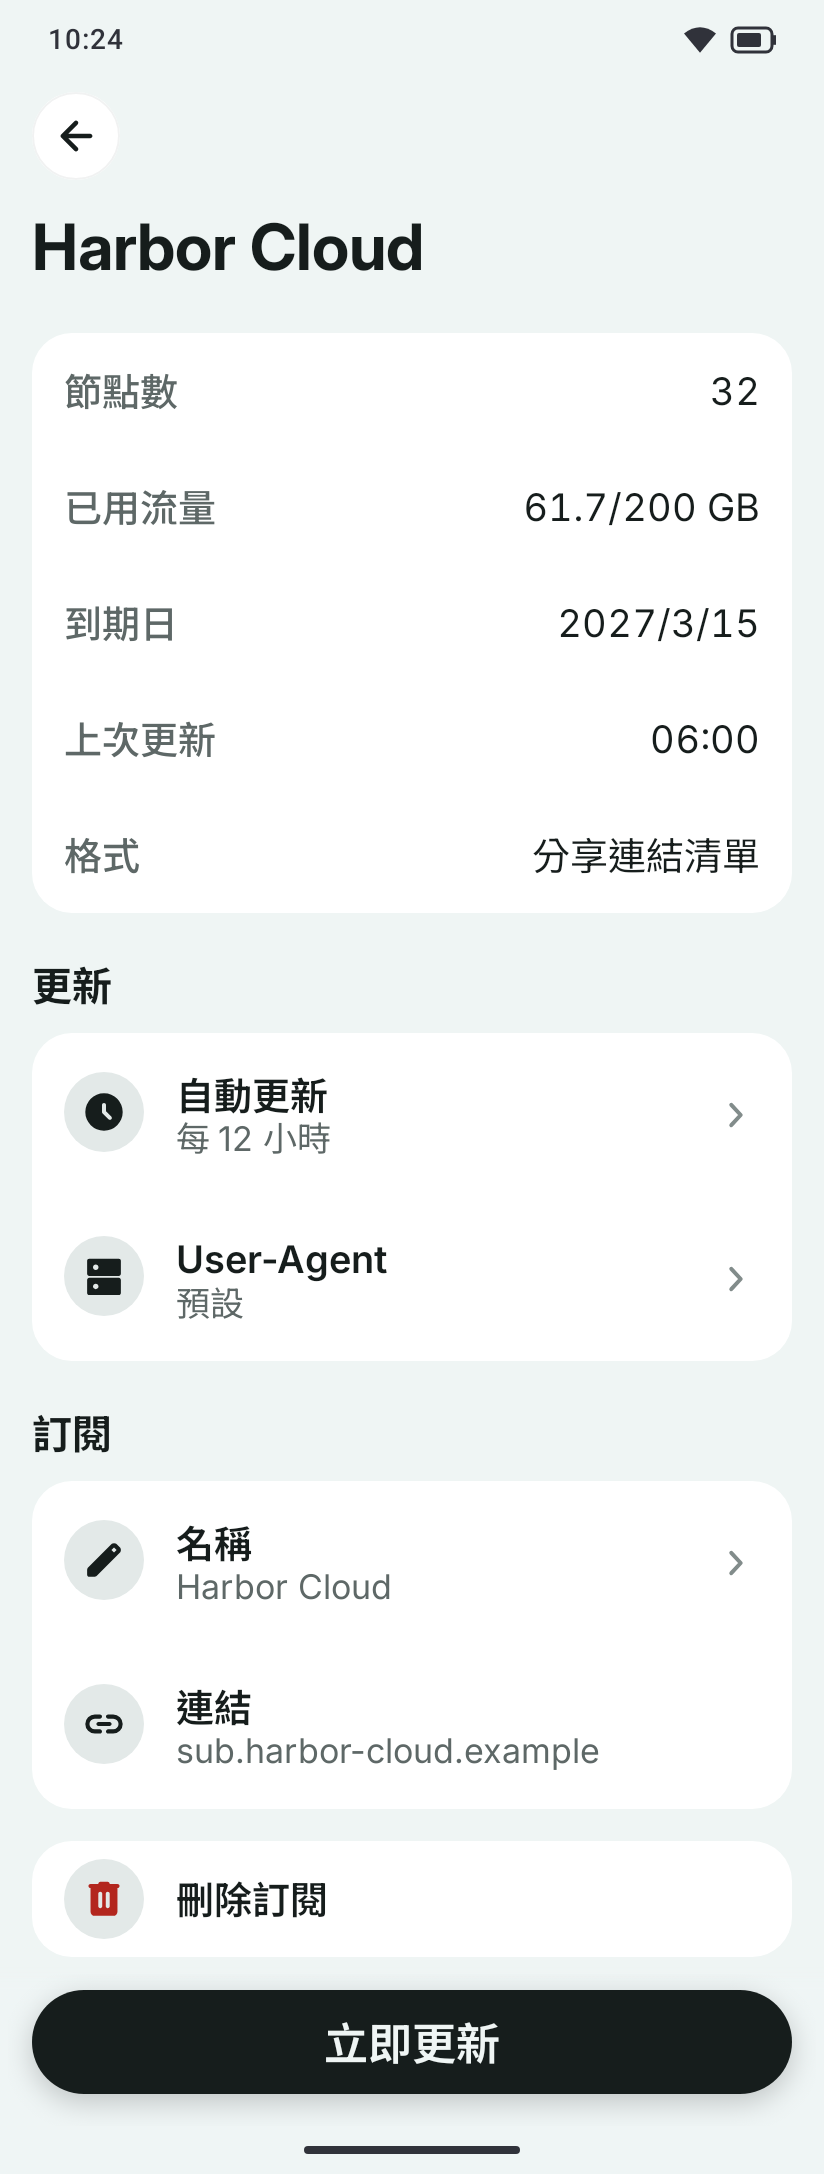 10:24
Harbor Cloud
節點數 32
已用流量 61.7/200 GB
到期日 2027/3/15
上次更新 06:00
格式 分享連結清單
更新
自動更新
每 12 小時
User-Agent
預設
訂閱
名稱
Harbor Cloud
連結
sub.harbor-cloud.example
刪除訂閱
立即更新